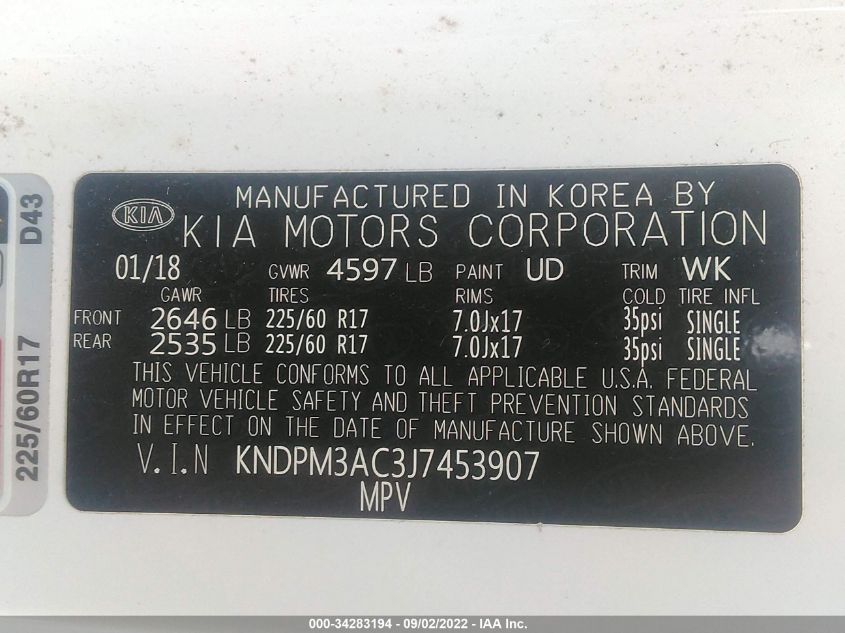 MANUFACTURED IN KOREA BY
KIA KIA MOTORS CORPORATION
01/18 GVWR 4597 LB PAINT UD TRIM WK
GAWR TIRES RIMS COLD TIRE INFL
FRONT 2646 LB 225/60 R17 7.0Jx17 35psi SINGLE
REAR 2535 LB 225/60 R17 7.0Jx17 35psi SINGLE
THIS VEHICLE CONFORMS TO ALL APPLICABLE U.S.A. FEDERAL
MOTOR VEHICLE SAFETY AND THEFT PREVENTION STANDARDS
IN EFFECT ON THE DATE OF MANUFACTURE SHOWN ABOVE.
V.I.N KNDPM3AC3J7453907
MPV
225/60R17 D43
000-34283194 - 09/02/2022 - IAA Inc.